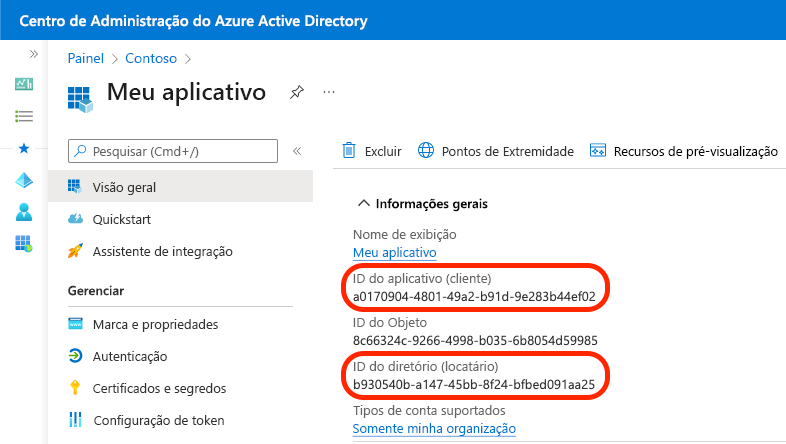 Centro de Administração do Azure Active Directory
Painel > Contoso >
Meu aplicativo
Pesquisar (Cmd+/)
Excluir
Pontos de Extremidade
Recursos de pré-visualização
Visão geral
Quickstart
Assistente de integração
Gerenciar
Marca e propriedades
Autenticação
Certificados e segredos
Configuração de token
Informações gerais
Nome de exibição
Meu aplicativo
ID do aplicativo (cliente)
a0170904-4801-49a2-b91d-9e283b44ef02
ID do Objeto
8c66324c-9266-4998-b035-6b8054d59985
ID do diretório (locatário)
b930540b-a147-45bb-8f24-bfbed091aa25
Tipos de conta suportados
Somente minha organização